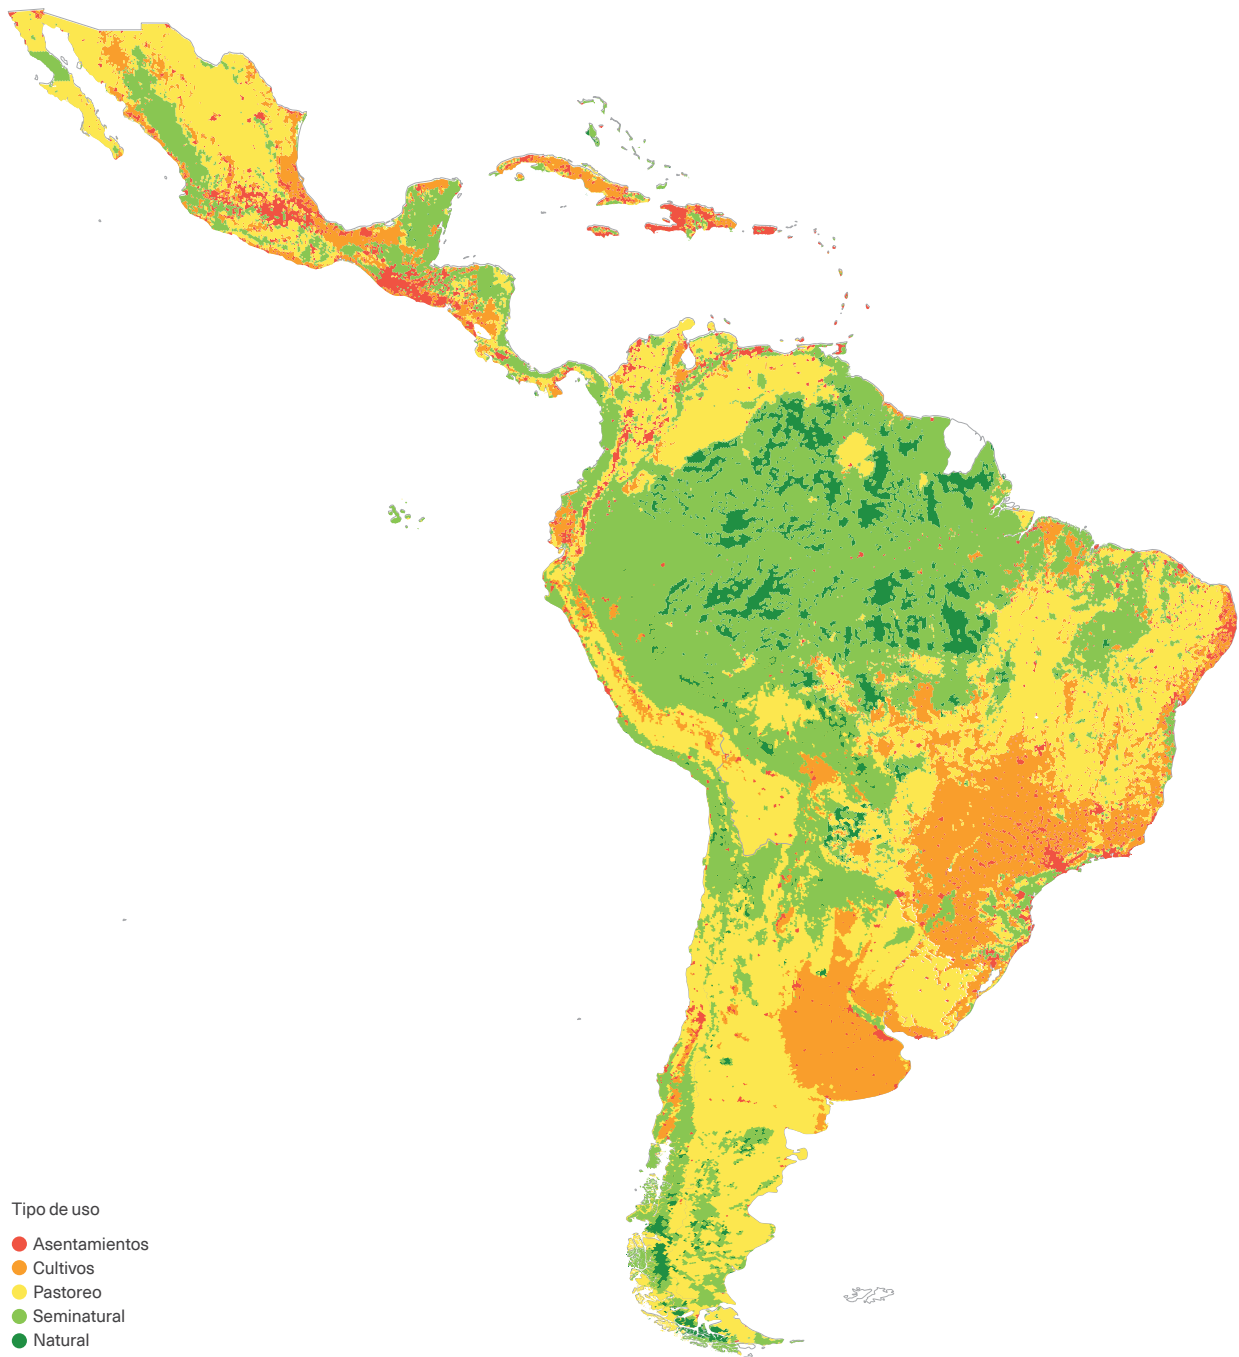 Tipo de uso
Asentamientos
Cultivos
Pastoreo
Seminatural
Natural